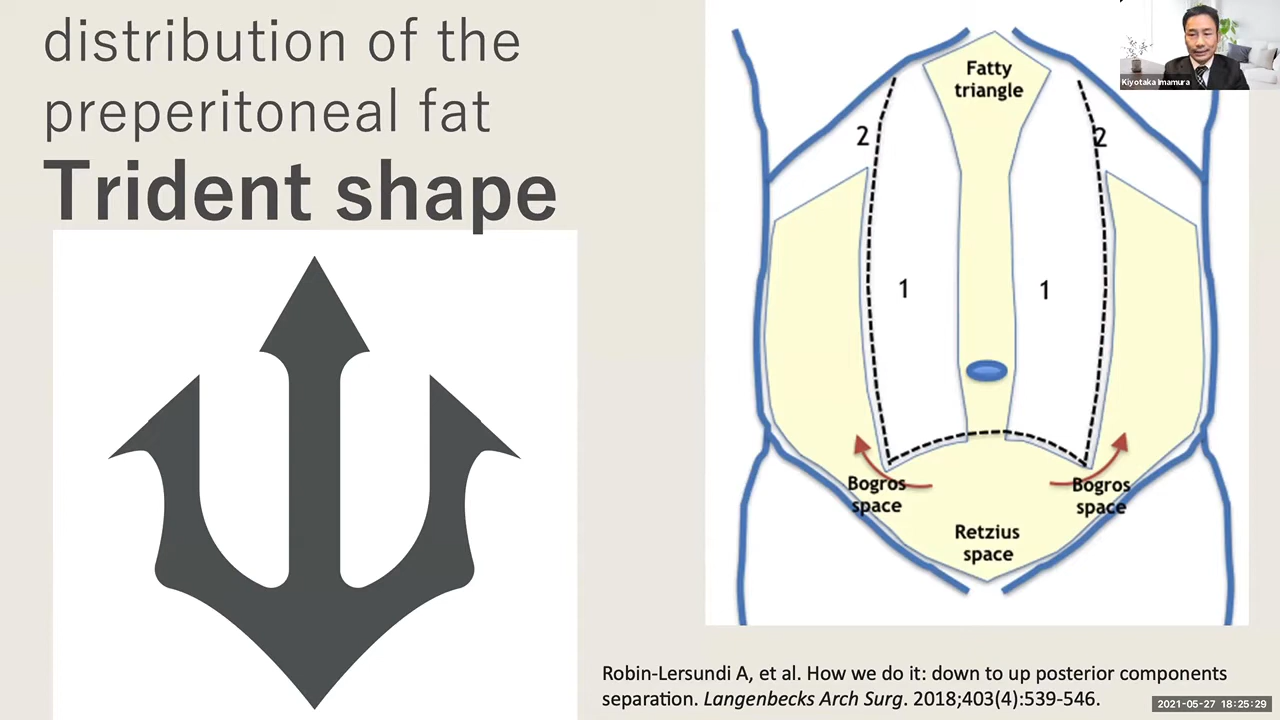 distribution of the
preperitoneal fat
Trident shape
Fatty
triangle
2
2
1
1
Bogros
space
Bogros
space
Retzius
space
Kiyotaka Imamura
Robin-Lersundi A, et al. How we do it: down to up posterior components
separation. Langenbecks Arch Surg. 2018;403(4):539-546.
2021-05-27 18:25:29